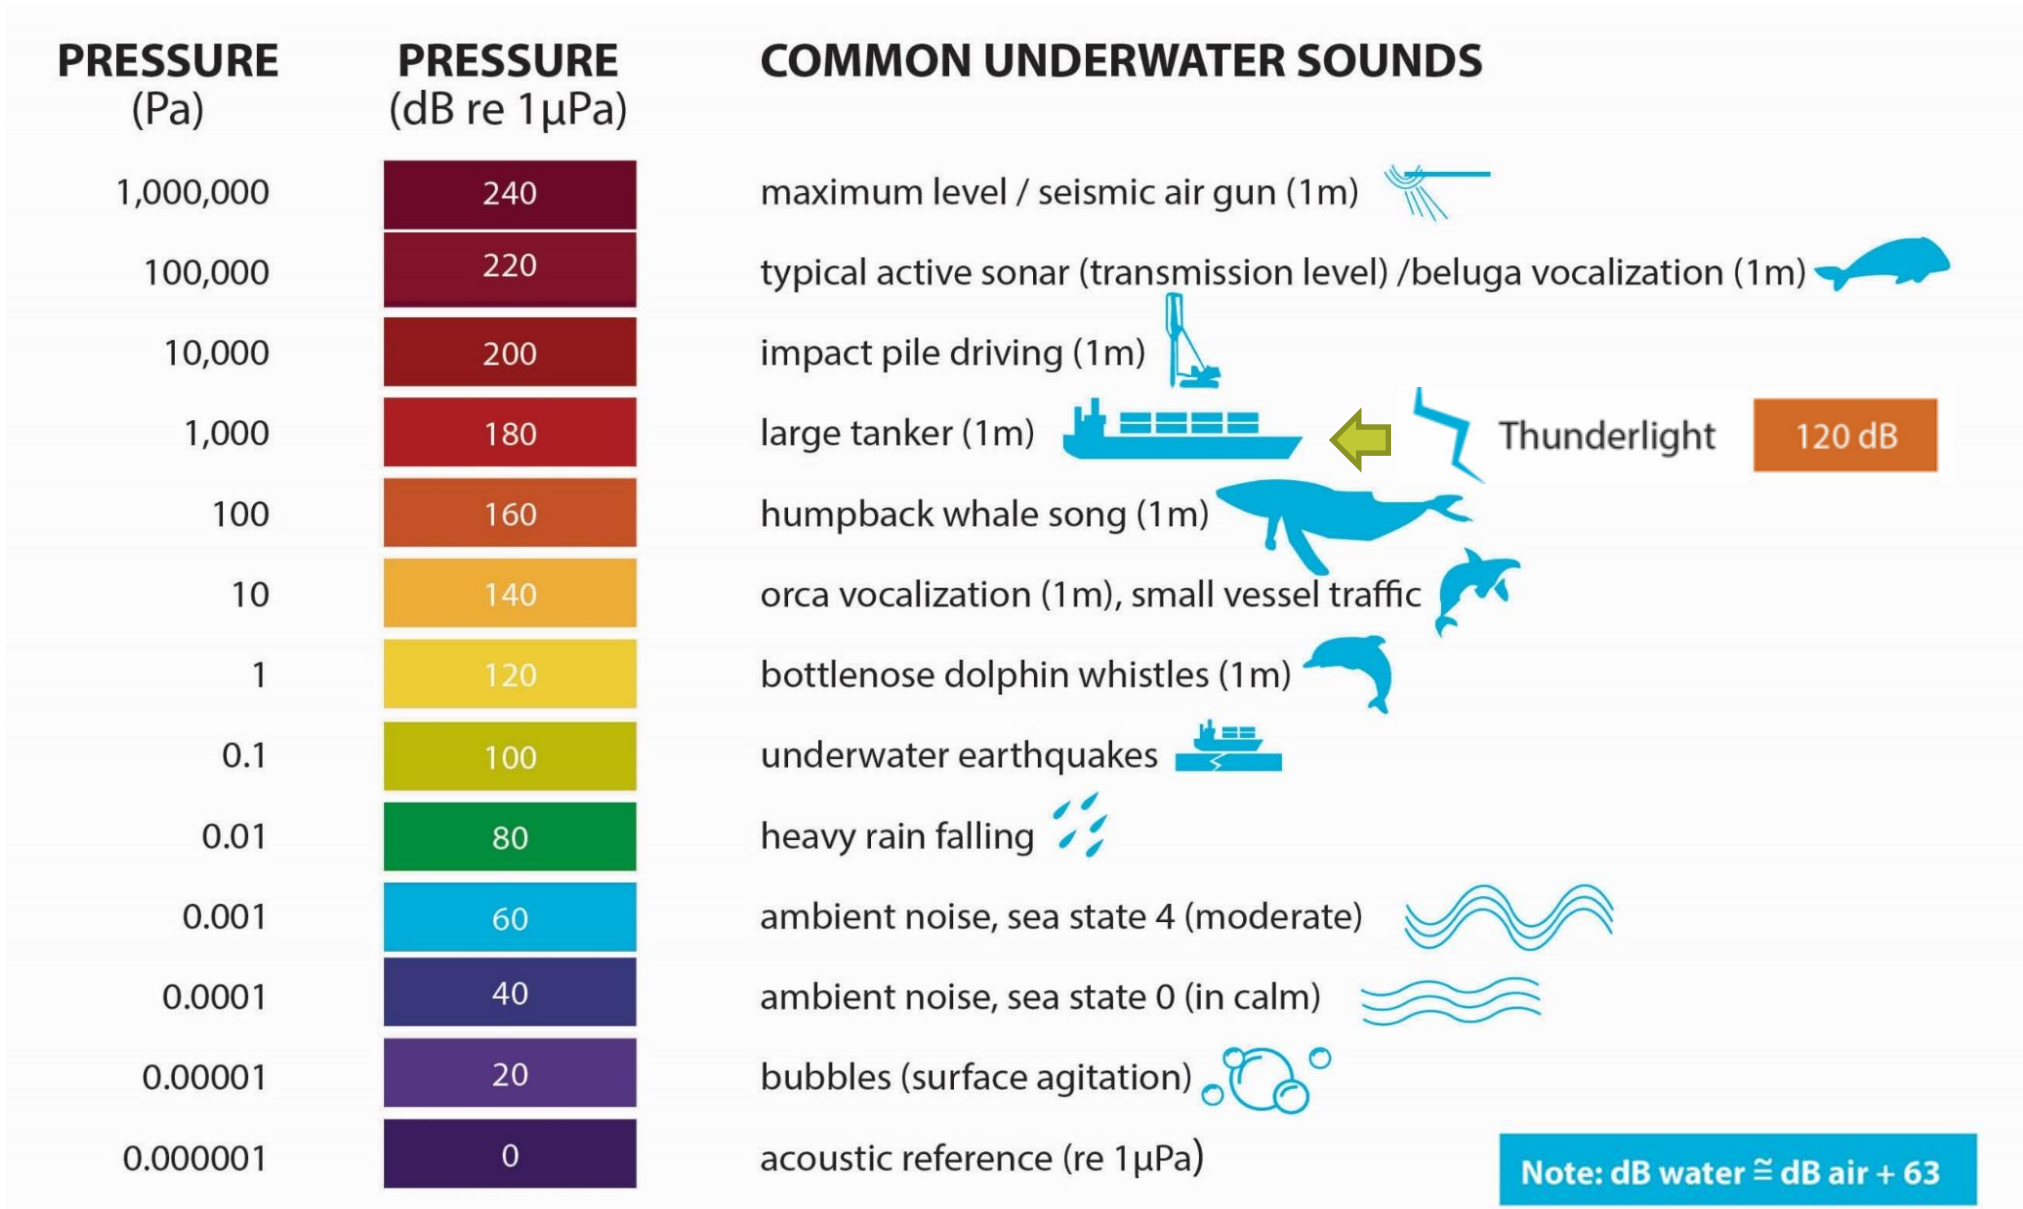 PRESSURE PRESSURE COMMON UNDERWATER SOUNDS
(Pa) (dB re 1µPa)
1,000,000 240 maximum level / seismic air gun (1m)
100,000 220 typical active sonar (transmission level) /beluga vocalization (1m)
10,000 200 impact pile driving (1m)
1,000 180 large tanker (1m) Thunderlight 120 dB
100 160 humpback whale song (1m)
10 140 orca vocalization (1m), small vessel traffic
1 120 bottlenose dolphin whistles (1m)
0.1 100 underwater earthquakes
0.01 80 heavy rain falling
0.001 60 ambient noise, sea state 4 (moderate)
0.0001 40 ambient noise, sea state 0 (in calm)
0.00001 20 bubbles (surface agitation)
0.000001 0 acoustic reference (re 1µPa)
Note: dB water ≅ dB air + 63